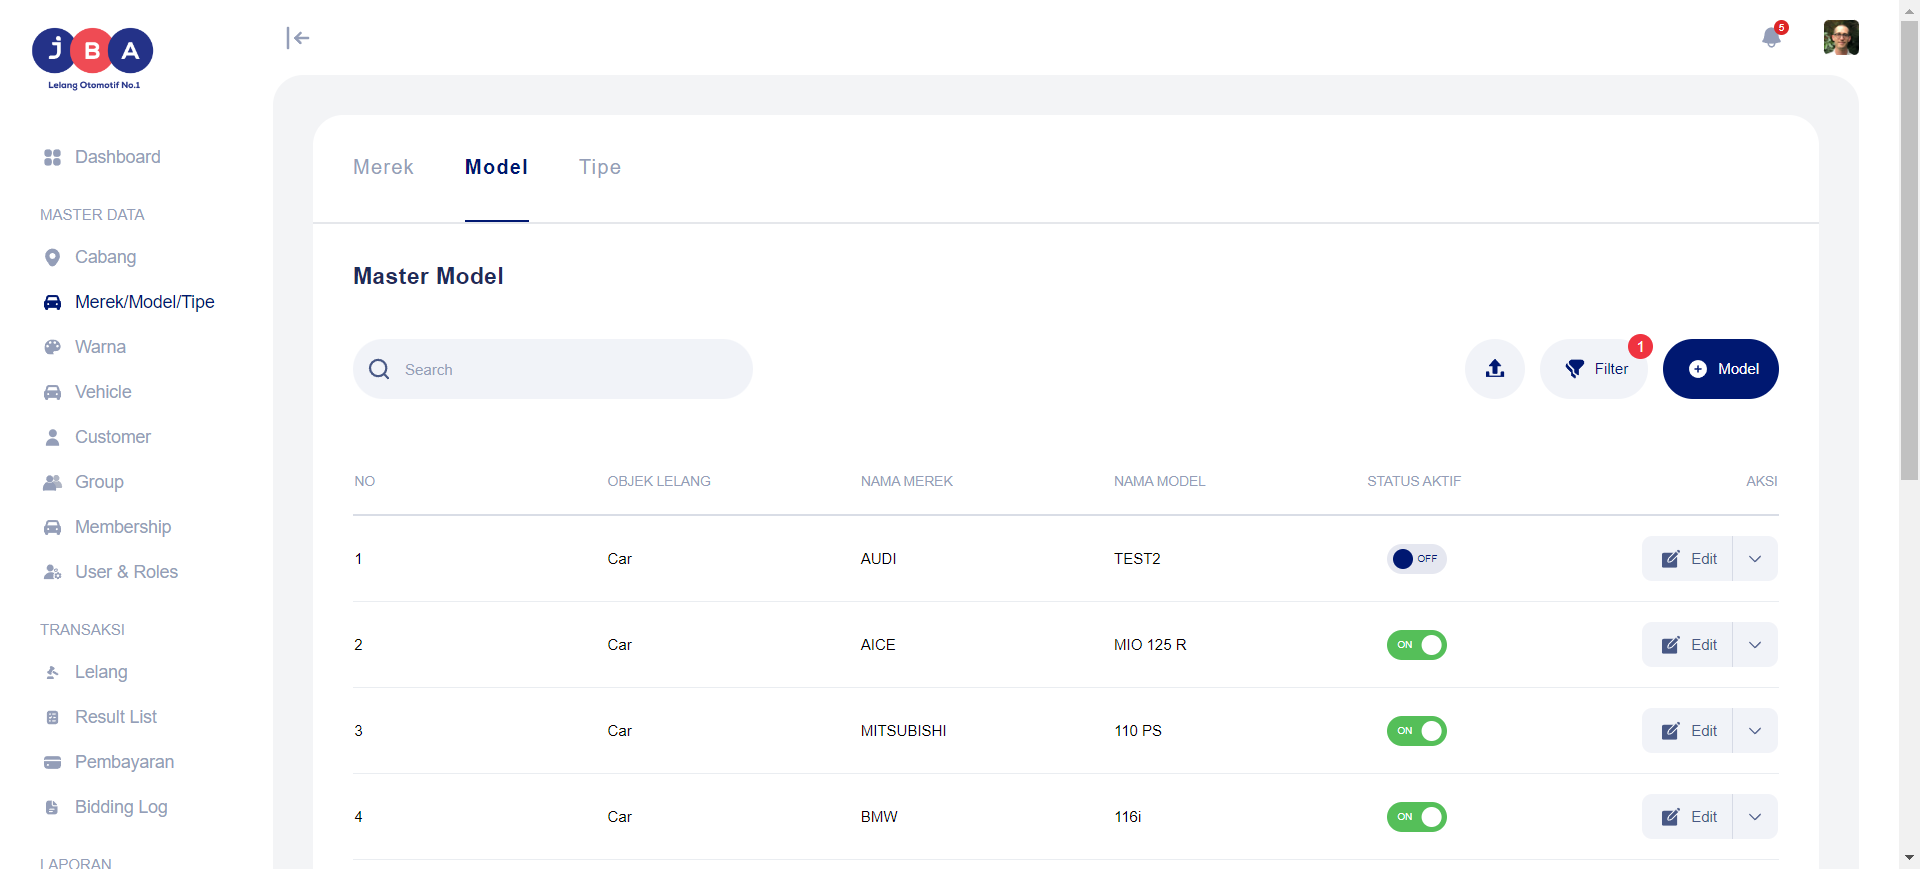 JBA
Lelang Otomotif No.1
5
Dashboard
MASTER DATA
Cabang
Merek/Model/Tipe
Warna
Vehicle
Customer
Group
Membership
User & Roles
TRANSAKSI
Lelang
Result List
Pembayaran
Bidding Log
LAPORAN
Merek Model Tipe
Master Model
Search
Filter 1
Model
NO OBJEK LELANG NAMA MEREK NAMA MODEL STATUS AKTIF AKSI
1 Car AUDI TEST2 OFF Edit
2 Car AICE MIO 125 R ON Edit
3 Car MITSUBISHI 110 PS ON Edit
4 Car BMW 116i ON Edit